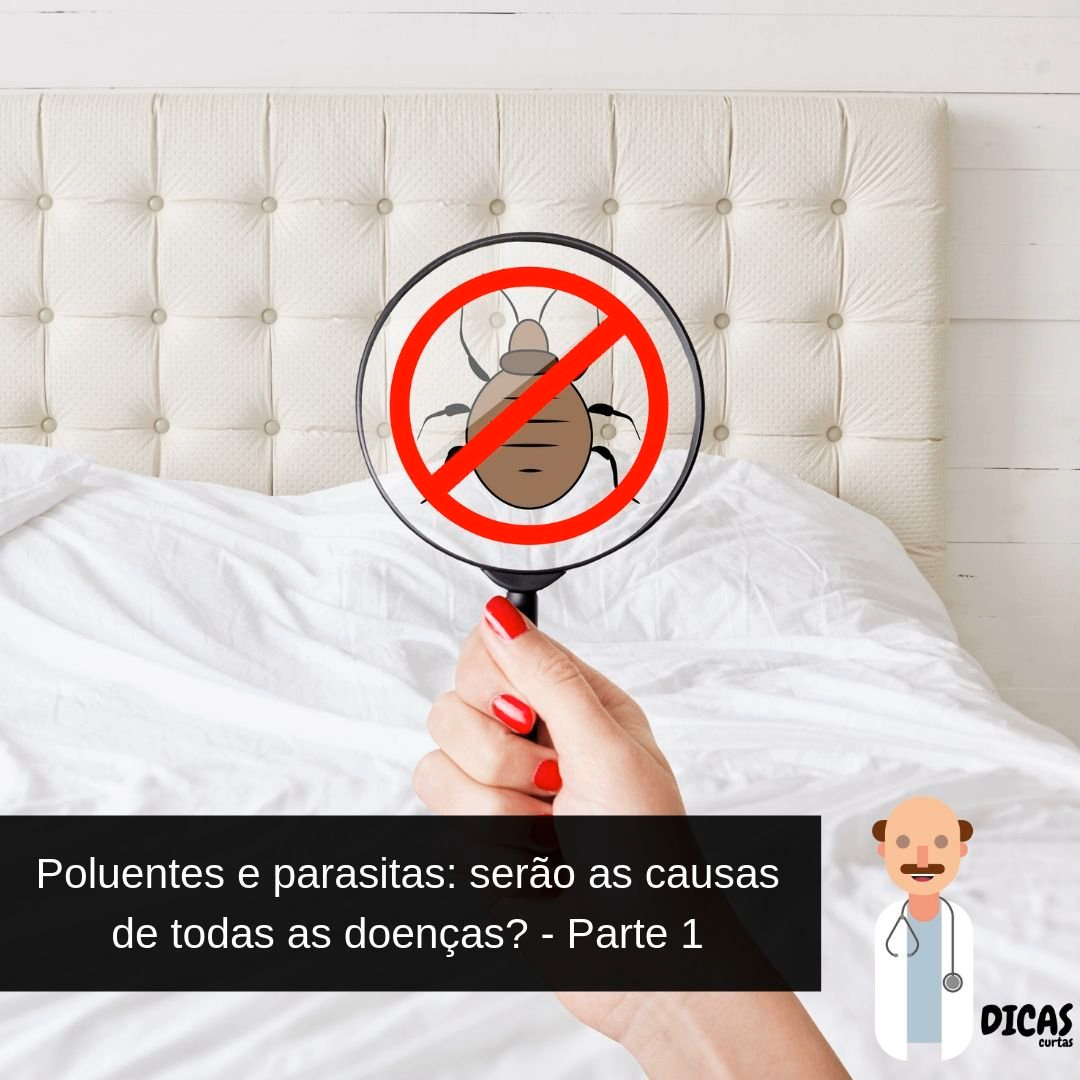 Poluentes e parasitas: serão as causas
de todas as doenças? - Parte 1
DICAS
curtas